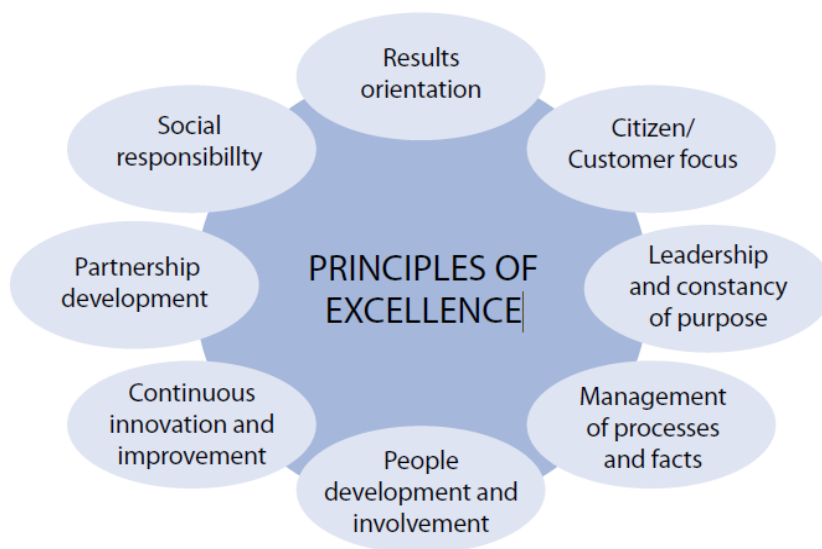 Results
orientation
Citizen/
Customer focus
Leadership
and constancy
of purpose
Management
of processes
and facts
People
development and
involvement
Continuous
innovation and
improvement
Partnership
development
Social
responsibillty
PRINCIPLES OF
EXCELLENCE